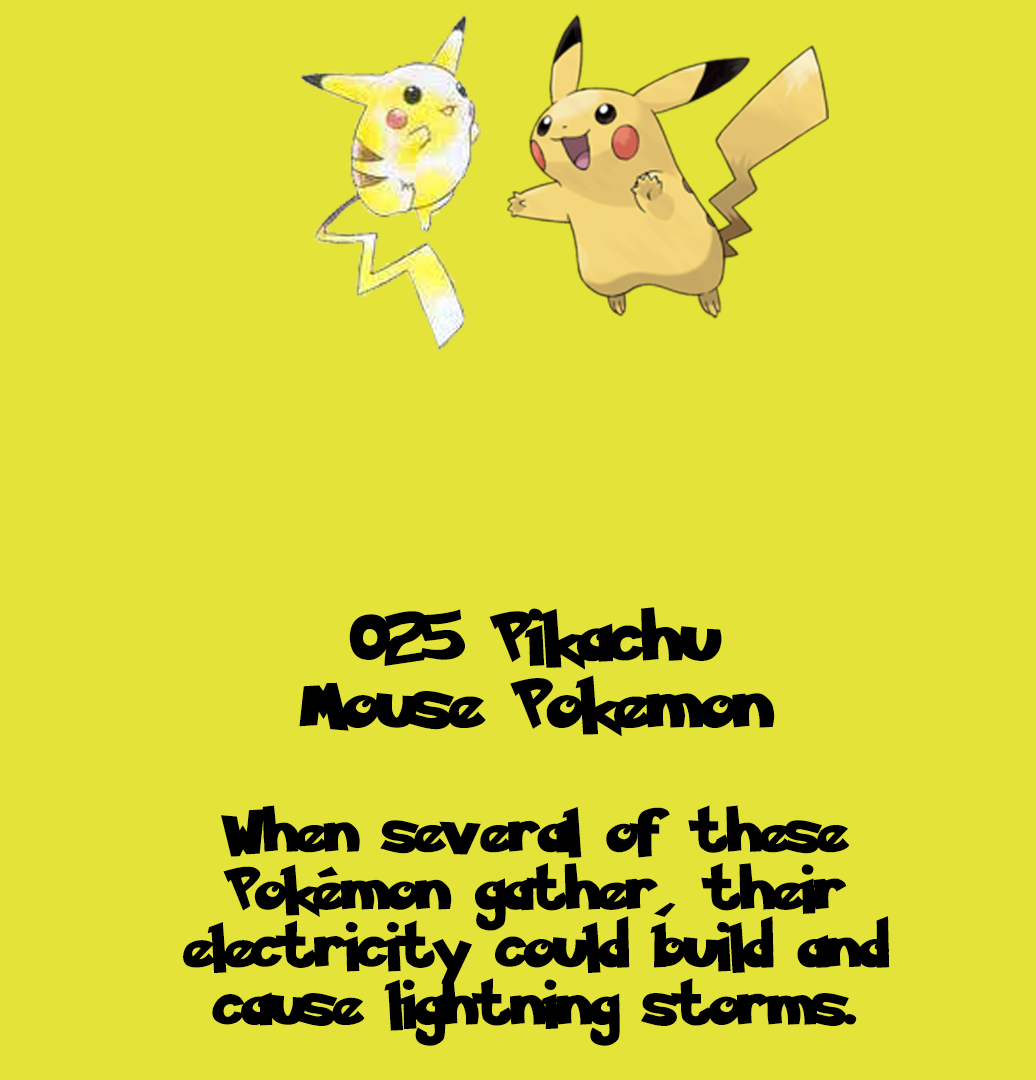 025 Pikachu
Mouse Pokemon
When several of these
Pokémon gather, their
electricity could build and
cause lightning storms.